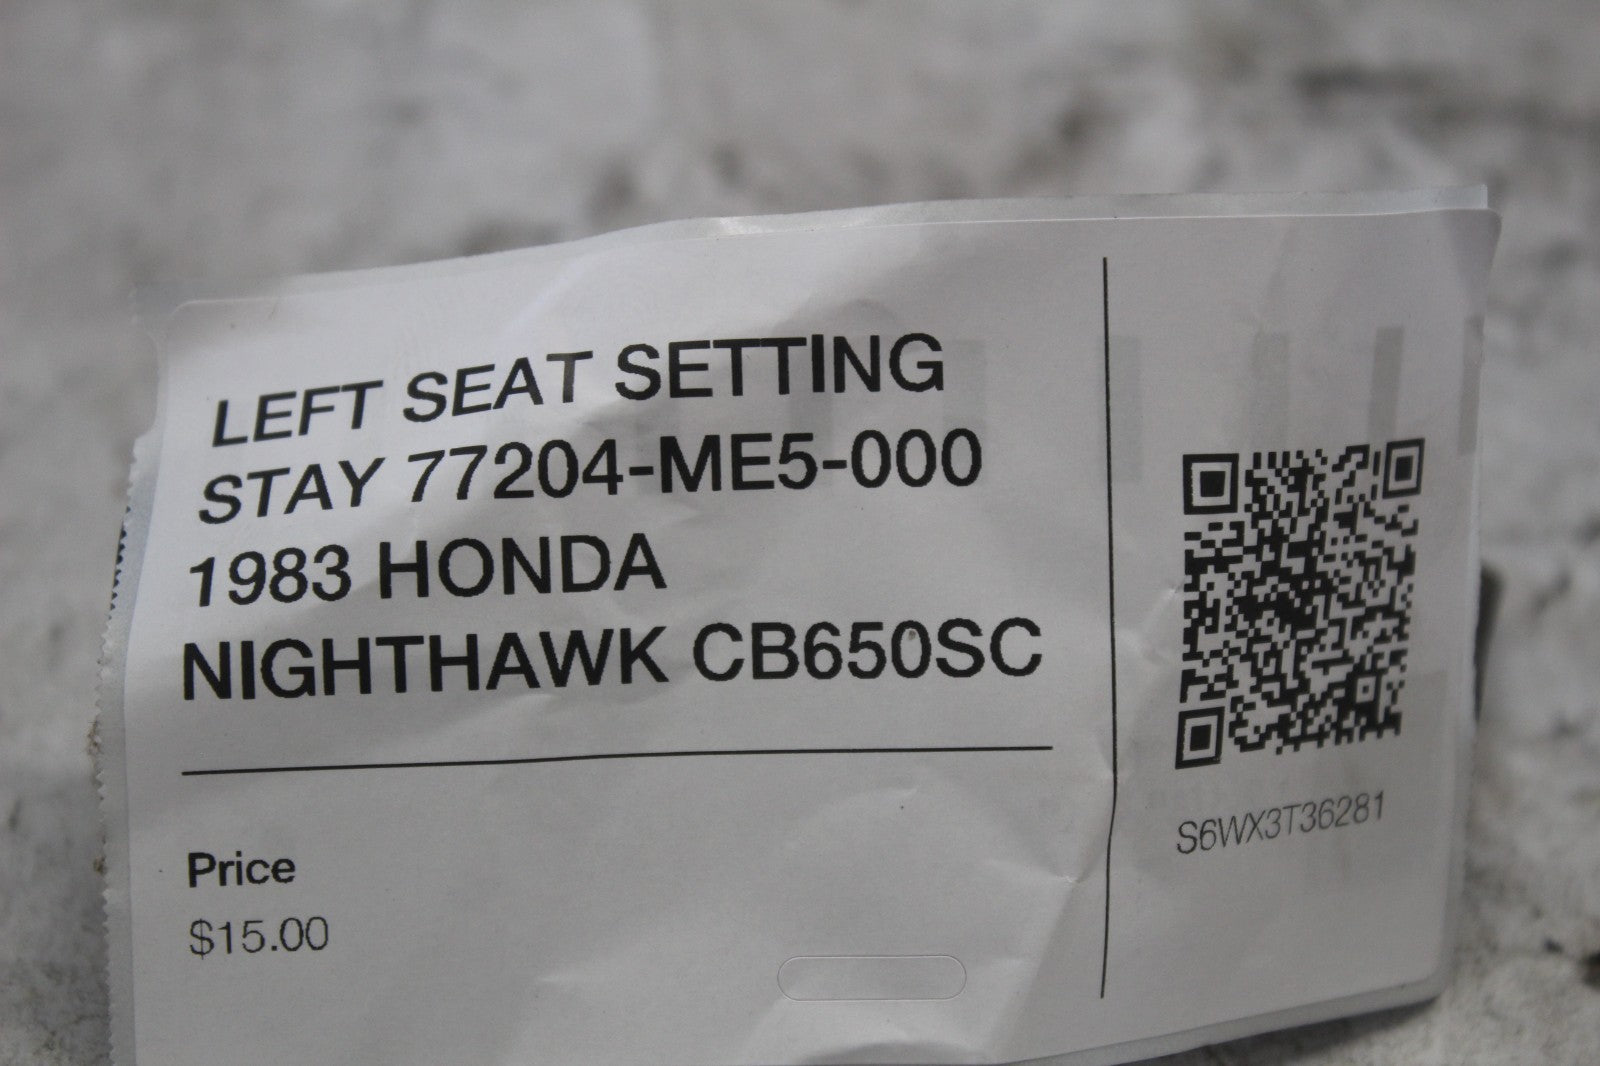 LEFT SEAT SETTING
STAY 77204-ME5-000
1983 HONDA
NIGHTHAWK CB650SC
Price
$15.00
S6WX3T36281